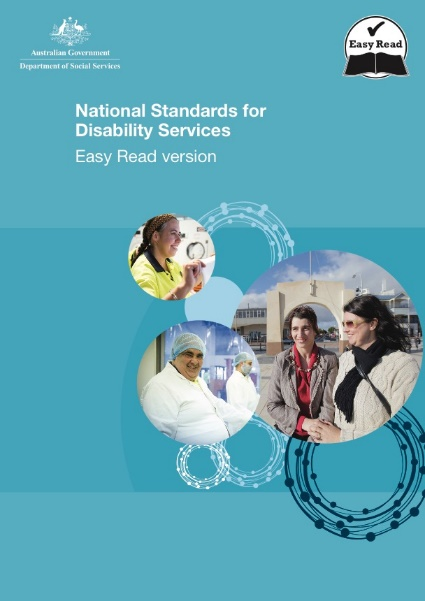 Australian Government
Department of Social Services
Easy Read
National Standards for
Disability Services
Easy Read version